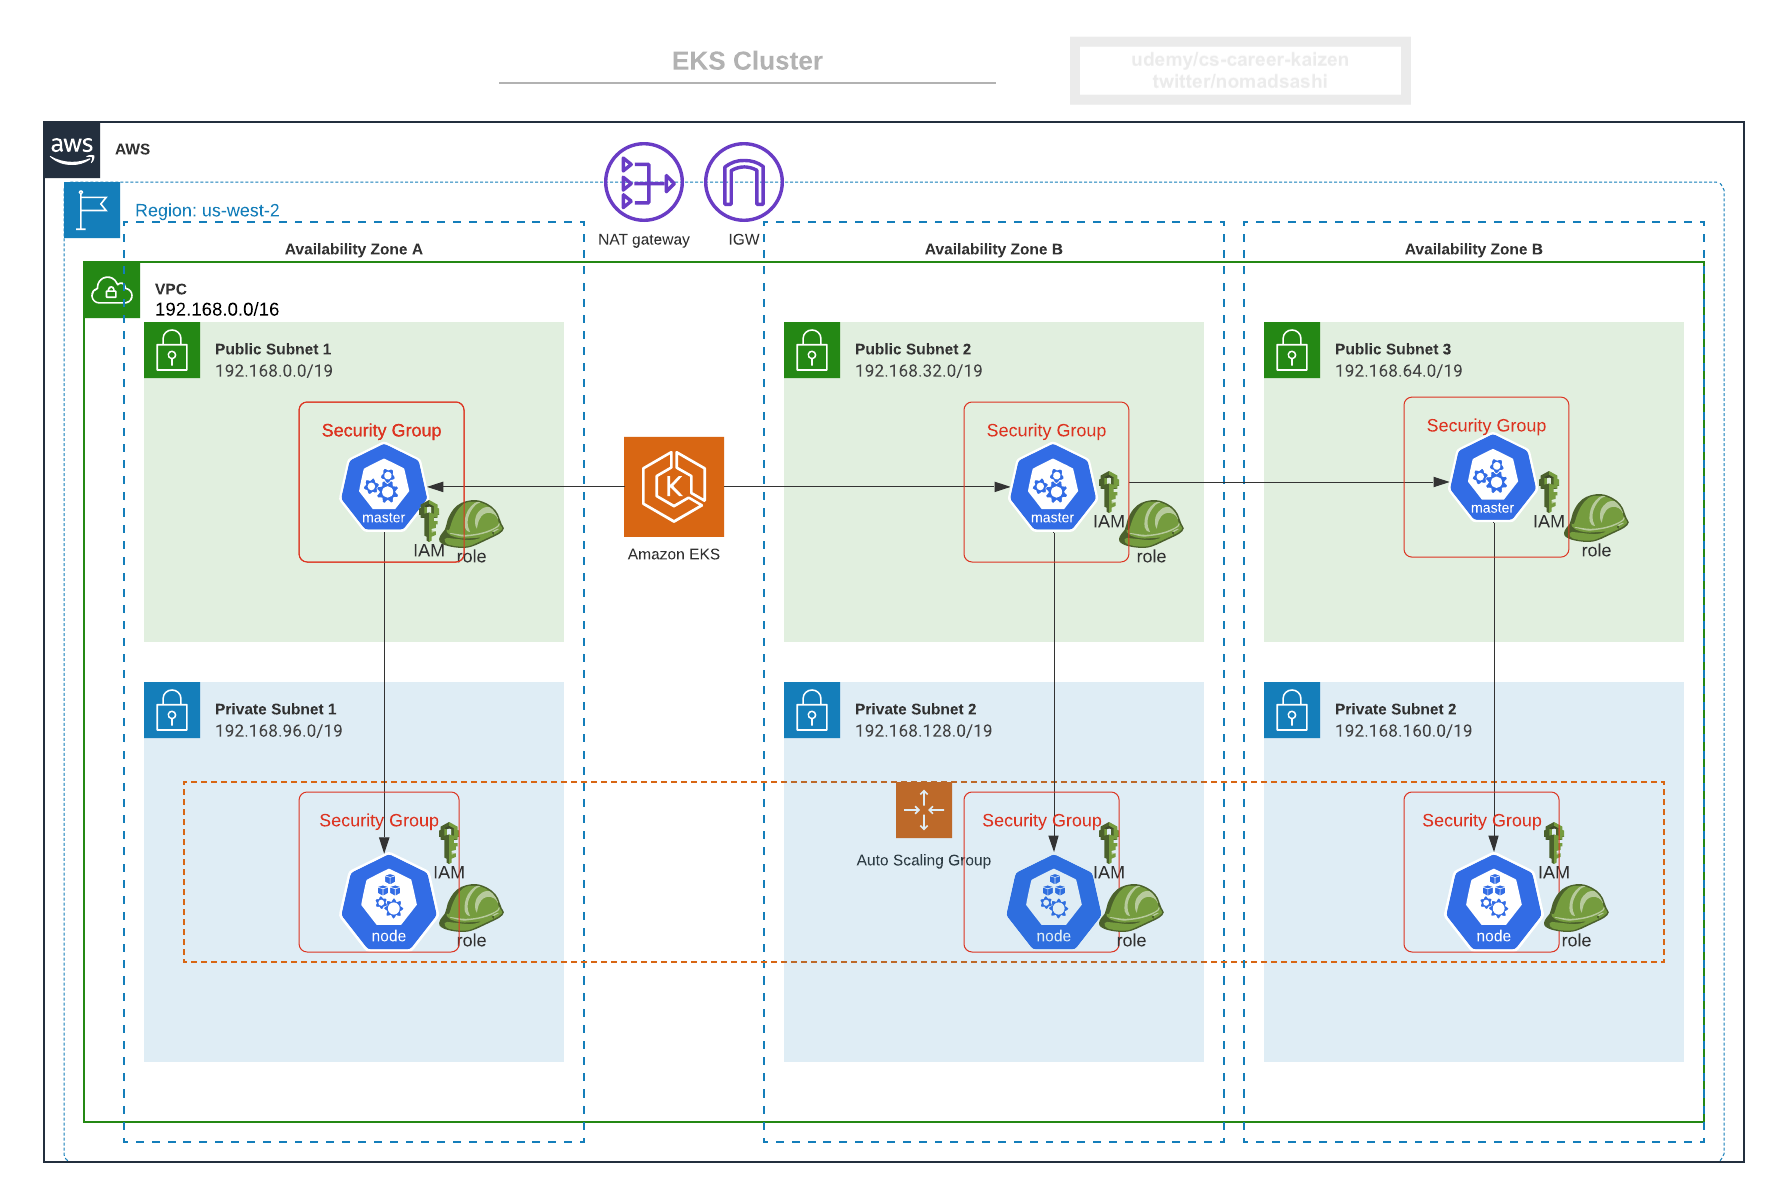 EKS Cluster
udemy/cs-career-kaizen
twitter/nomadsashi
aws
AWS
Region: us-west-2
NAT gateway
IGW
Availability Zone A
Availability Zone B
Availability Zone B
VPC
192.168.0.0/16
Public Subnet 1
192.168.0.0/19
Public Subnet 2
192.168.32.0/19
Public Subnet 3
192.168.64.0/19
Security Group
master
IAM
role
K
Amazon EKS
Security Group
master
IAM
role
Security Group
master
IAM
role
Private Subnet 1
192.168.96.0/19
Private Subnet 2
192.168.128.0/19
Private Subnet 2
192.168.160.0/19
Security Group
IAM
node
role
Auto Scaling Group
Security Group
IAM
node
role
Security Group
IAM
node
role